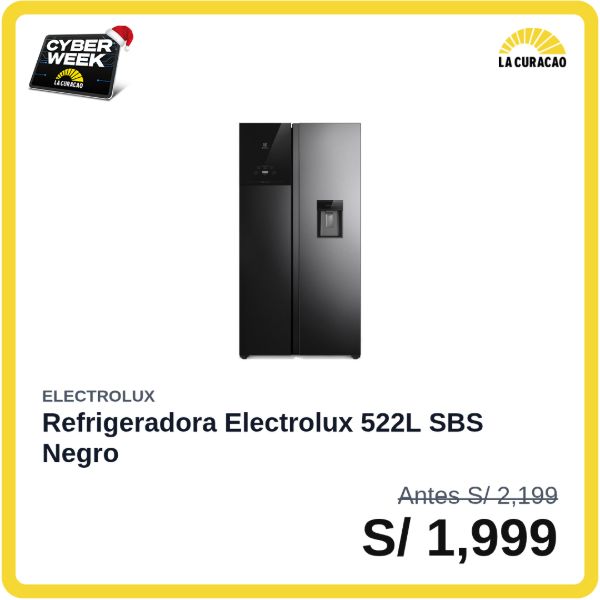 CYBER
WEEK
LA CURACAO
LA CURACAO
ELECTROLUX
Refrigeradora Electrolux 522L SBS
Negro
Antes S/ 2,199
S/ 1,999